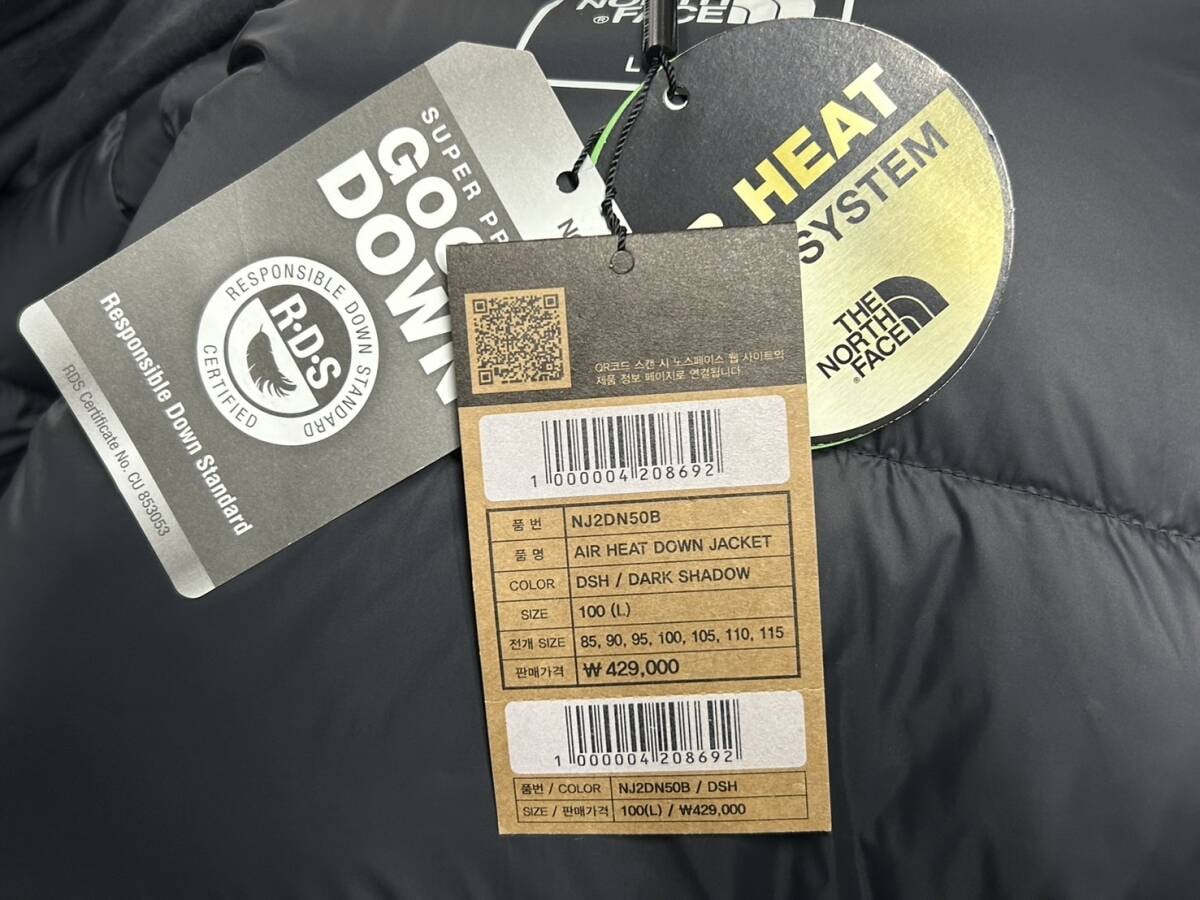 NORTH
®FACE
L
SUPER PR
GOO
DOWN
RESPONSIBLE DOWN STANDARD
R·D·S
CERTIFIED
Responsible Down Standard
RDS Certificate No. CU 853053
HEAT
SYSTEM
THE
NORTH
FACE
®
QR코드 스캔 시 노스페이스 웹 사이트의
제품 정보 페이지로 연결됩니다
1 000004 208692
품 번 NJ2DN50B
품 명 AIR HEAT DOWN JACKET
COLOR DSH / DARK SHADOW
SIZE 100 (L)
전개 SIZE 85, 90, 95, 100, 105, 110, 115
판매가격 ₩429,000
1 000004 208692
품번 / COLOR NJ2DN50B / DSH
SIZE / 판매가격 100(L) / ₩429,000